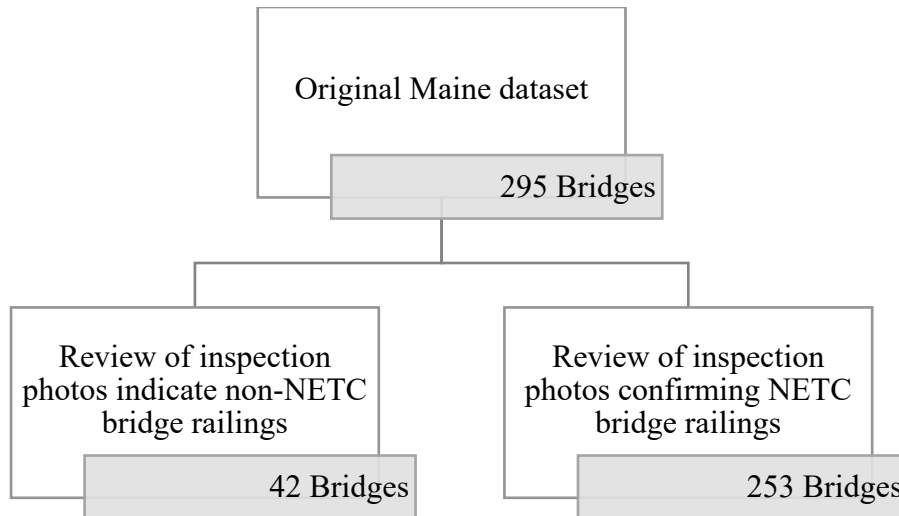 Original Maine dataset
295 Bridges
Review of inspection
photos indicate non-NETC
bridge railings
42 Bridges
Review of inspection
photos confirming NETC
bridge railings
253 Bridges